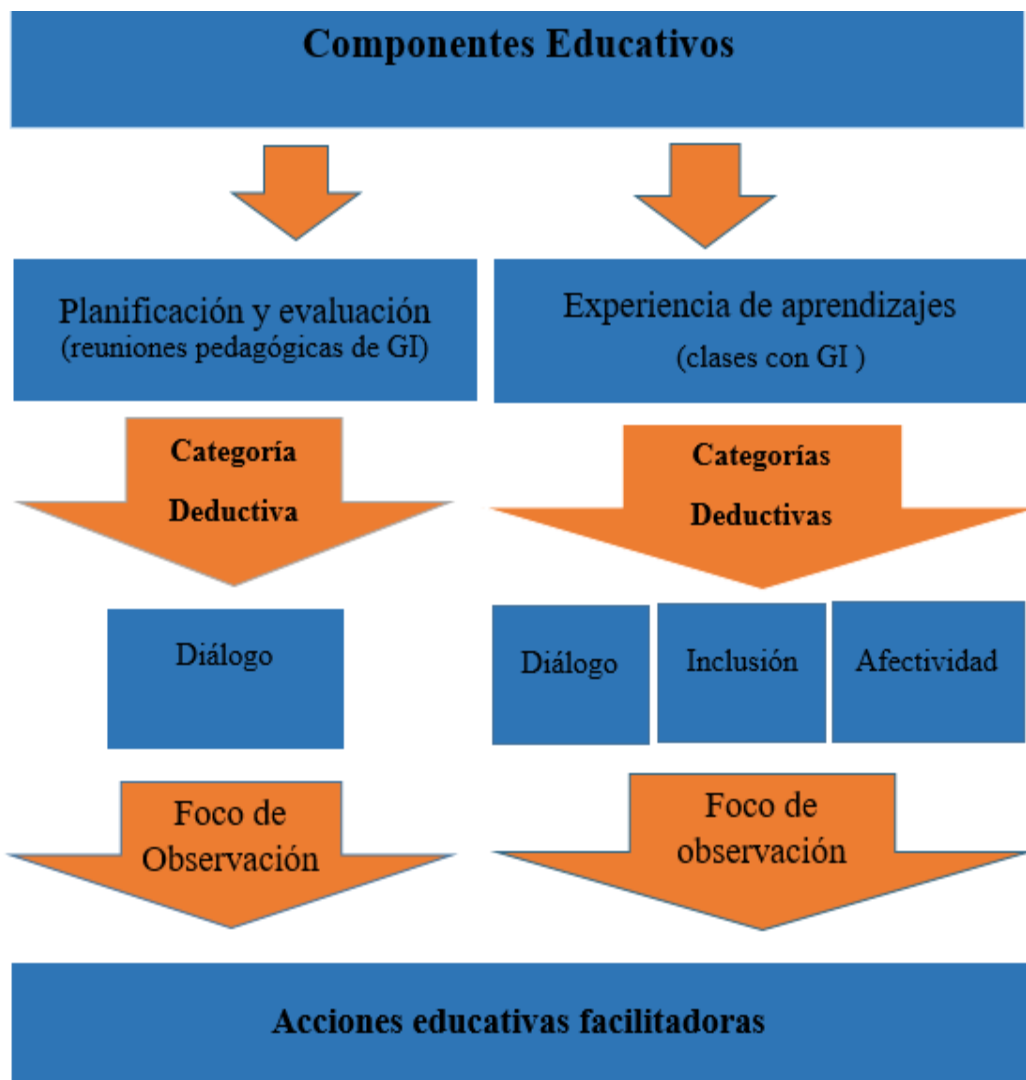 Componentes Educativos
Planificación y evaluación
(reuniones pedagógicas de GI)
Experiencia de aprendizajes
(clases con GI )
Categoría
Deductiva
Categorías
Deductivas
Diálogo
Diálogo
Inclusión
Afectividad
Foco de
Observación
Foco de
observación
Acciones educativas facilitadoras